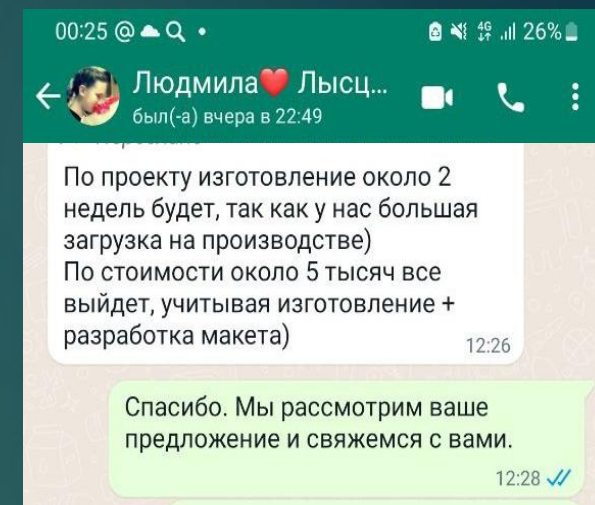 00:25 @
4G 26%
Людмила❤️ Лысц...
был(-а) вчера в 22:49
По проекту изготовление около 2
недель будет, так как у нас большая
загрузка на производстве)
По стоимости около 5 тысяч все
выйдет, учитывая изготовление +
разработка макета)
12:26
Спасибо. Мы рассмотрим ваше
предложение и свяжемся с вами.
12:28